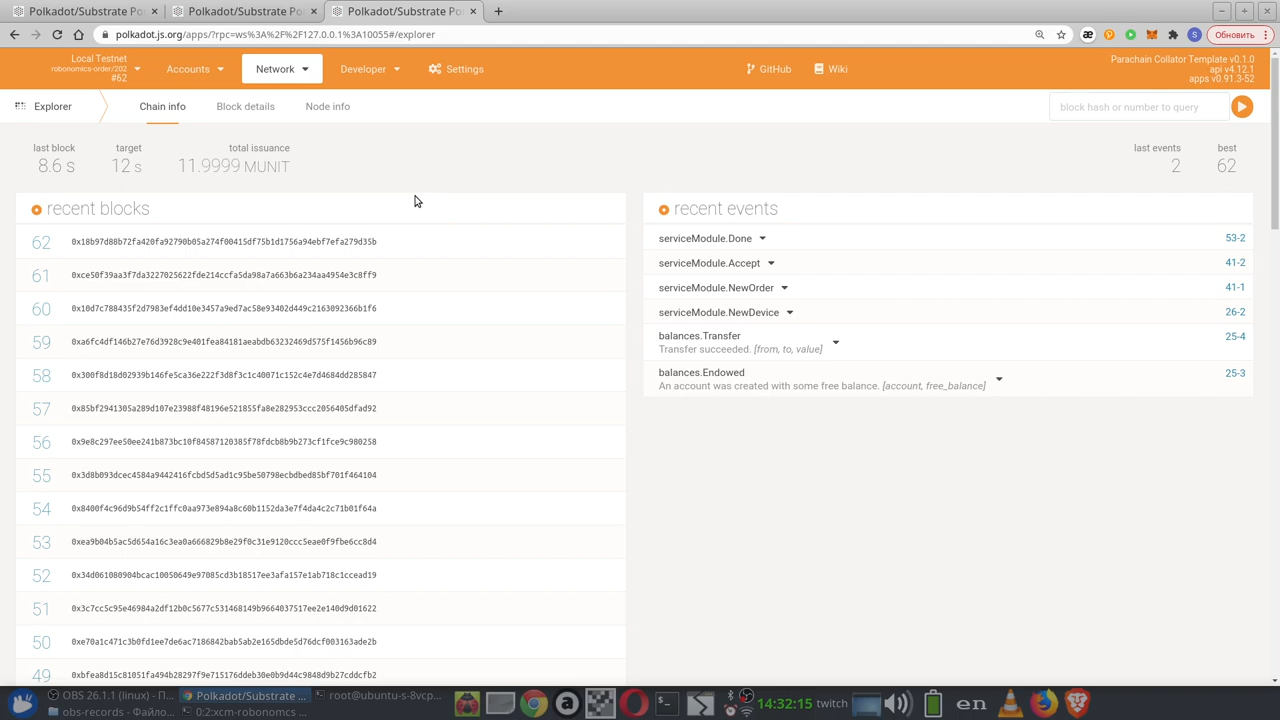 Polkadot/Substrate Po
Polkadot/Substrate Po
Polkadot/Substrate Po
polkadot.js.org/apps/?rpc=ws%3A%2F%2F127.0.0.1%3A10055#/explorer
Обновить
Local Testnet
robonomics-order/202
#62
Accounts
Network
Developer
Settings
GitHub
Wiki
Parachain Collator Template v0.1.0
api v4.12.1
apps v0.91.3-52
Explorer
Chain info
Block details
Node info
block hash or number to query
last block
8.6 s
target
12 s
total issuance
11.9999 MUNIT
last events
2
best
62
recent blocks
62 0x18b97d88b72fa420fa92790b05a274f00415df75b1d1756a94ebf7efa279d35b
61 0xce50f39aa3f7da3227025622fde214ccfa5da98a7a663b6a234aa4954e3c8ff9
60 0x10d7c788435f2d7983ef4dd10e3457a9ed7ac58e93402d449c2163092366b1f6
59 0xa6fc4df146b27e76d3928c9e401fea84181aeabdb63232469d575f1456b96c89
58 0x300f8d18d02939b146fe5ca36e222f3d8f3c1c40071c152c4e7d4684dd285847
57 0x85bf2941305a289d107e23988f48196e521855fa8e282953ccc2056405dfad92
56 0x9e8c297ee50ee241b873bc10f84587120385f78fdcb8b9b273cf1fce9c980258
55 0x3d8b093dcec4584a9442416fcbd5d5ad1c95be50798ecbdbed85bf701f464104
54 0x8400f4c96d9b54ff2c1ffc0aa973e894a8c60b1152da3e7f4da4c2c71b01f64a
53 0xea9b04b5ac5d654a16c3ea0a666829b8e29f0c31e9120ccc5eae0f9fbe6cc8d4
52 0x34d061080904bcac10050649e97085cd3b18517ee3afa157e1ab718c1ccead19
51 0x3c7cc5c95e46984a2df12b0c5677c531468149b9664037517ee2e140d9d01622
50 0xe70a1c471c3b0fd1ee7de6ac7186842bab5ab2e165dbde5d76dcf003163ade2b
49 0xbfea8d15c81051fa494b28297f9e715176ddeb30e0b9d44c9848d9b27cddcfb2
recent events
serviceModule.Done 53-2
serviceModule.Accept 41-2
serviceModule.NewOrder 41-1
serviceModule.NewDevice 26-2
balances.Transfer 25-4
Transfer succeeded. [from, to, value]
balances.Endowed 25-3
An account was created with some free balance. [account, free_balance]
OBS 26.1.1 (linux) - П...
Polkadot/Substrate ...
root@ubuntu-s-8vcp...
obs-records - Файло...
0:2:xcm-robonomcs ...
14:32:15
twitch
en